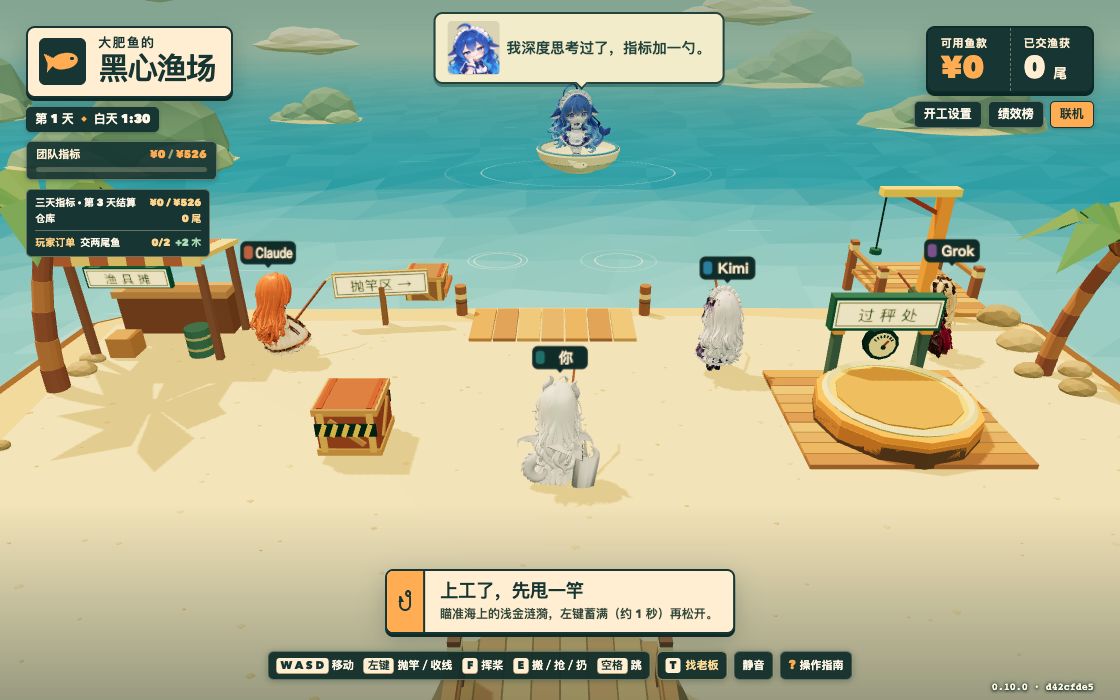 大肥鱼的
黑心渔场
我深度思考过了，指标加一勺。
可用鱼款
¥0
已交渔获
0 尾
第 1 天 • 白天 1:30
开工设置
绩效榜
联机
团队指标 ¥0 / ¥526
三天指标 • 第 3 天结算 ¥0 / ¥526
仓库 0 尾
玩家订单 交两尾鱼 0/2 +2 木
Claude
渔具摊
抛竿区 →
Kimi
Grok
过秤处
你
上工了，先甩一竿
瞄准海上的浅金涟漪，左键蓄满（约 1 秒）再松开。
W A S D 移动 左键 抛竿 / 收线 F 挥桨 E 搬 / 抢 / 扔 空格 跳
T 找老板
静音
? 操作指南
0.10.0 · d42cfde5